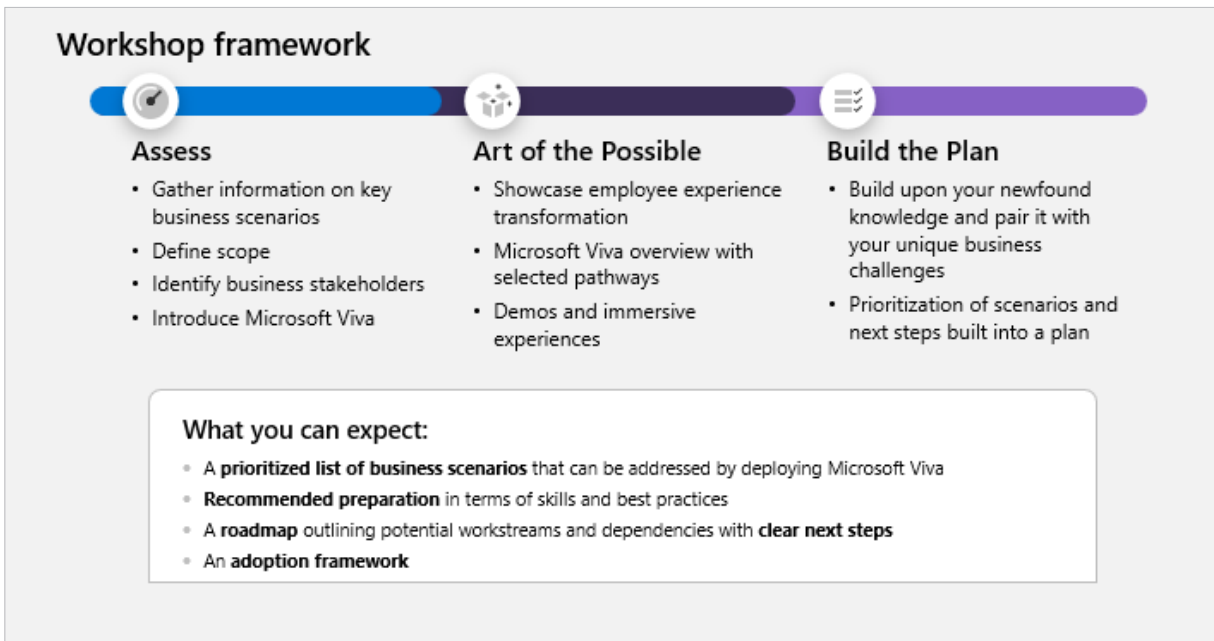 Workshop framework
Assess
• Gather information on key
business scenarios
• Define scope
• Identify business stakeholders
• Introduce Microsoft Viva
Art of the Possible
• Showcase employee experience
transformation
• Microsoft Viva overview with
selected pathways
• Demos and immersive
experiences
Build the Plan
• Build upon your newfound
knowledge and pair it with
your unique business
challenges
• Prioritization of scenarios and
next steps built into a plan
What you can expect:
• A prioritized list of business scenarios that can be addressed by deploying Microsoft Viva
• Recommended preparation in terms of skills and best practices
• A roadmap outlining potential workstreams and dependencies with clear next steps
• An adoption framework